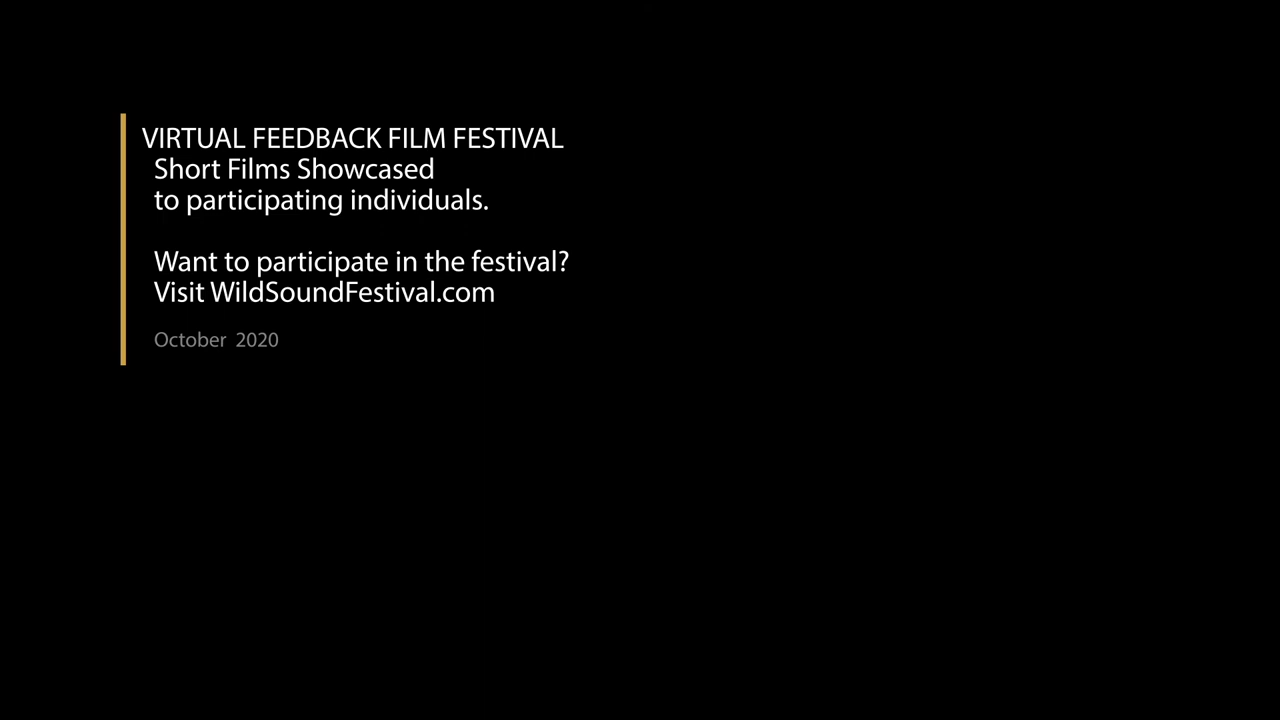 VIRTUAL FEEDBACK FILM FESTIVAL
Short Films Showcased
to participating individuals.
Want to participate in the festival?
Visit WildSoundFestival.com
October 2020